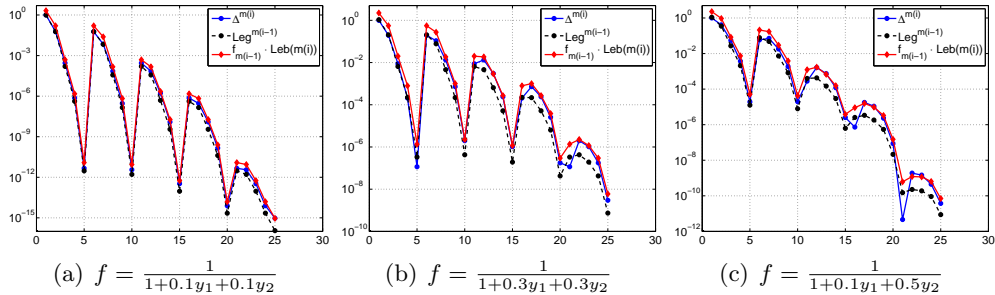 10^0
10^{-3}
10^{-6}
10^{-9}
10^{-12}
10^{-15}
0 5 10 15 20 25 30
Δ^{m(i)}
Leg^{m(i−1)}
f_{m(i−1)} · Leb(m(i))
(a) f = \frac{1}{1+0.1y_1+0.1y_2}
10^0
10^{-2}
10^{-4}
10^{-6}
10^{-8}
10^{-10}
0 5 10 15 20 25 30
Δ^{m(i)}
Leg^{m(i−1)}
f_{m(i−1)} · Leb(m(i))
(b) f = \frac{1}{1+0.3y_1+0.3y_2}
10^0
10^{-2}
10^{-4}
10^{-6}
10^{-8}
10^{-10}
10^{-12}
0 5 10 15 20 25 30
Δ^{m(i)}
Leg^{m(i−1)}
f_{m(i−1)} · Leb(m(i))
(c) f = \frac{1}{1+0.1y_1+0.5y_2}